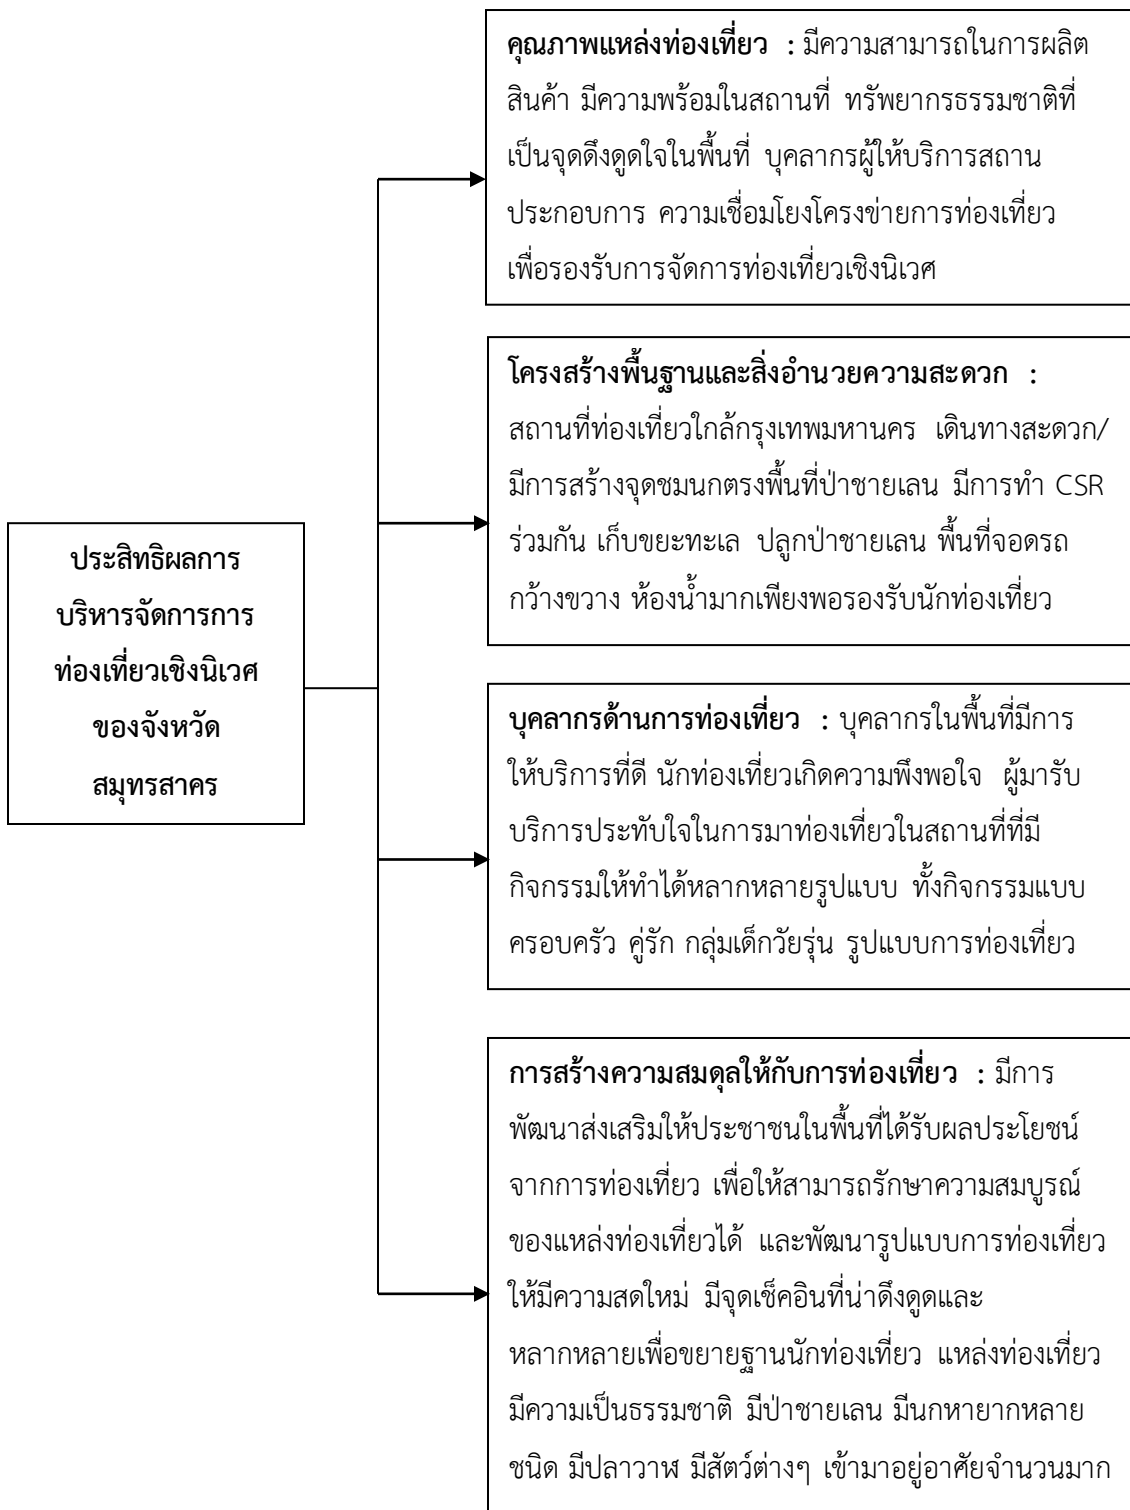 คุณภาพแหล่งท่องเที่ยว : มีความสามารถในการผลิต
สินค้า มีความพร้อมในสถานที่ ทรัพยากรธรรมชาติที่
เป็นจุดดึงดูดใจในพื้นที่ บุคลากรผู้ให้บริการสถาน
ประกอบการ ความเชื่อมโยงโครงข่ายการท่องเที่ยว
เพื่อรองรับการจัดการท่องเที่ยวเชิงนิเวศ
โครงสร้างพื้นฐานและสิ่งอำนวยความสะดวก :
สถานที่ท่องเที่ยวใกล้กรุงเทพมหานคร เดินทางสะดวก/
มีการสร้างจุดชมนกตรงพื้นที่ป่าชายเลน มีการทำ CSR
ร่วมกัน เก็บขยะทะเล ปลูกป่าชายเลน พื้นที่จอดรถ
กว้างขวาง ห้องน้ำมากเพียงพอรองรับนักท่องเที่ยว
ประสิทธิผลการ
บริหารจัดการการ
ท่องเที่ยวเชิงนิเวศ
ของจังหวัด
สมุทรสาคร
บุคลากรด้านการท่องเที่ยว : บุคลากรในพื้นที่มีการ
ให้บริการที่ดี นักท่องเที่ยวเกิดความพึงพอใจ ผู้มารับ
บริการประทับใจในการมาท่องเที่ยวในสถานที่ที่มี
กิจกรรมให้ทำได้หลากหลายรูปแบบ ทั้งกิจกรรมแบบ
ครอบครัว คู่รัก กลุ่มเด็กวัยรุ่น รูปแบบการท่องเที่ยว
การสร้างความสมดุลให้กับการท่องเที่ยว : มีการ
พัฒนาส่งเสริมให้ประชาชนในพื้นที่ได้รับผลประโยชน์
จากการท่องเที่ยว เพื่อให้สามารถรักษาความสมบูรณ์
ของแหล่งท่องเที่ยวได้ และพัฒนารูปแบบการท่องเที่ยว
ให้มีความสดใหม่ มีจุดเช็คอินที่น่าดึงดูดและ
หลากหลายเพื่อขยายฐานนักท่องเที่ยว แหล่งท่องเที่ยว
มีความเป็นธรรมชาติ มีป่าชายเลน มีนกหายากหลาย
ชนิด มีปลาวาฬ มีสัตว์ต่างๆ เข้ามาอยู่อาศัยจำนวนมาก